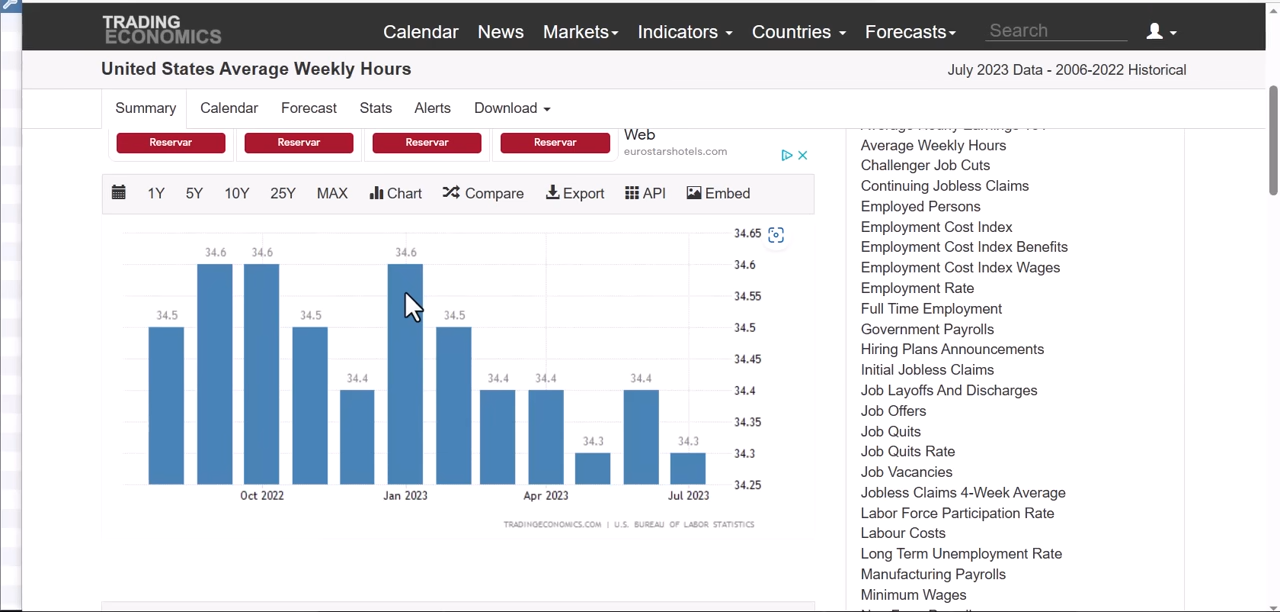 TRADING
ECONOMICS
Calendar News Markets Indicators Countries Forecasts Search
United States Average Weekly Hours
July 2023 Data - 2006-2022 Historical
Summary Calendar Forecast Stats Alerts Download
Reservar Reservar Reservar Reservar
Web
eurostarshotels.com
1Y 5Y 10Y 25Y MAX Chart Compare Export API Embed
34.65
34.6
34.55
34.5
34.45
34.4
34.35
34.3
34.25
34.5 34.6 34.6 34.5 34.4 34.6 34.5 34.4 34.4 34.3 34.4 34.3
Oct 2022 Jan 2023 Apr 2023 Jul 2023
TRADINGECONOMICS.COM | U.S. BUREAU OF LABOR STATISTICS
Average Weekly Hours
Challenger Job Cuts
Continuing Jobless Claims
Employed Persons
Employment Cost Index
Employment Cost Index Benefits
Employment Cost Index Wages
Employment Rate
Full Time Employment
Government Payrolls
Hiring Plans Announcements
Initial Jobless Claims
Job Layoffs And Discharges
Job Offers
Job Quits
Job Quits Rate
Job Vacancies
Jobless Claims 4-Week Average
Labor Force Participation Rate
Labour Costs
Long Term Unemployment Rate
Manufacturing Payrolls
Minimum Wages